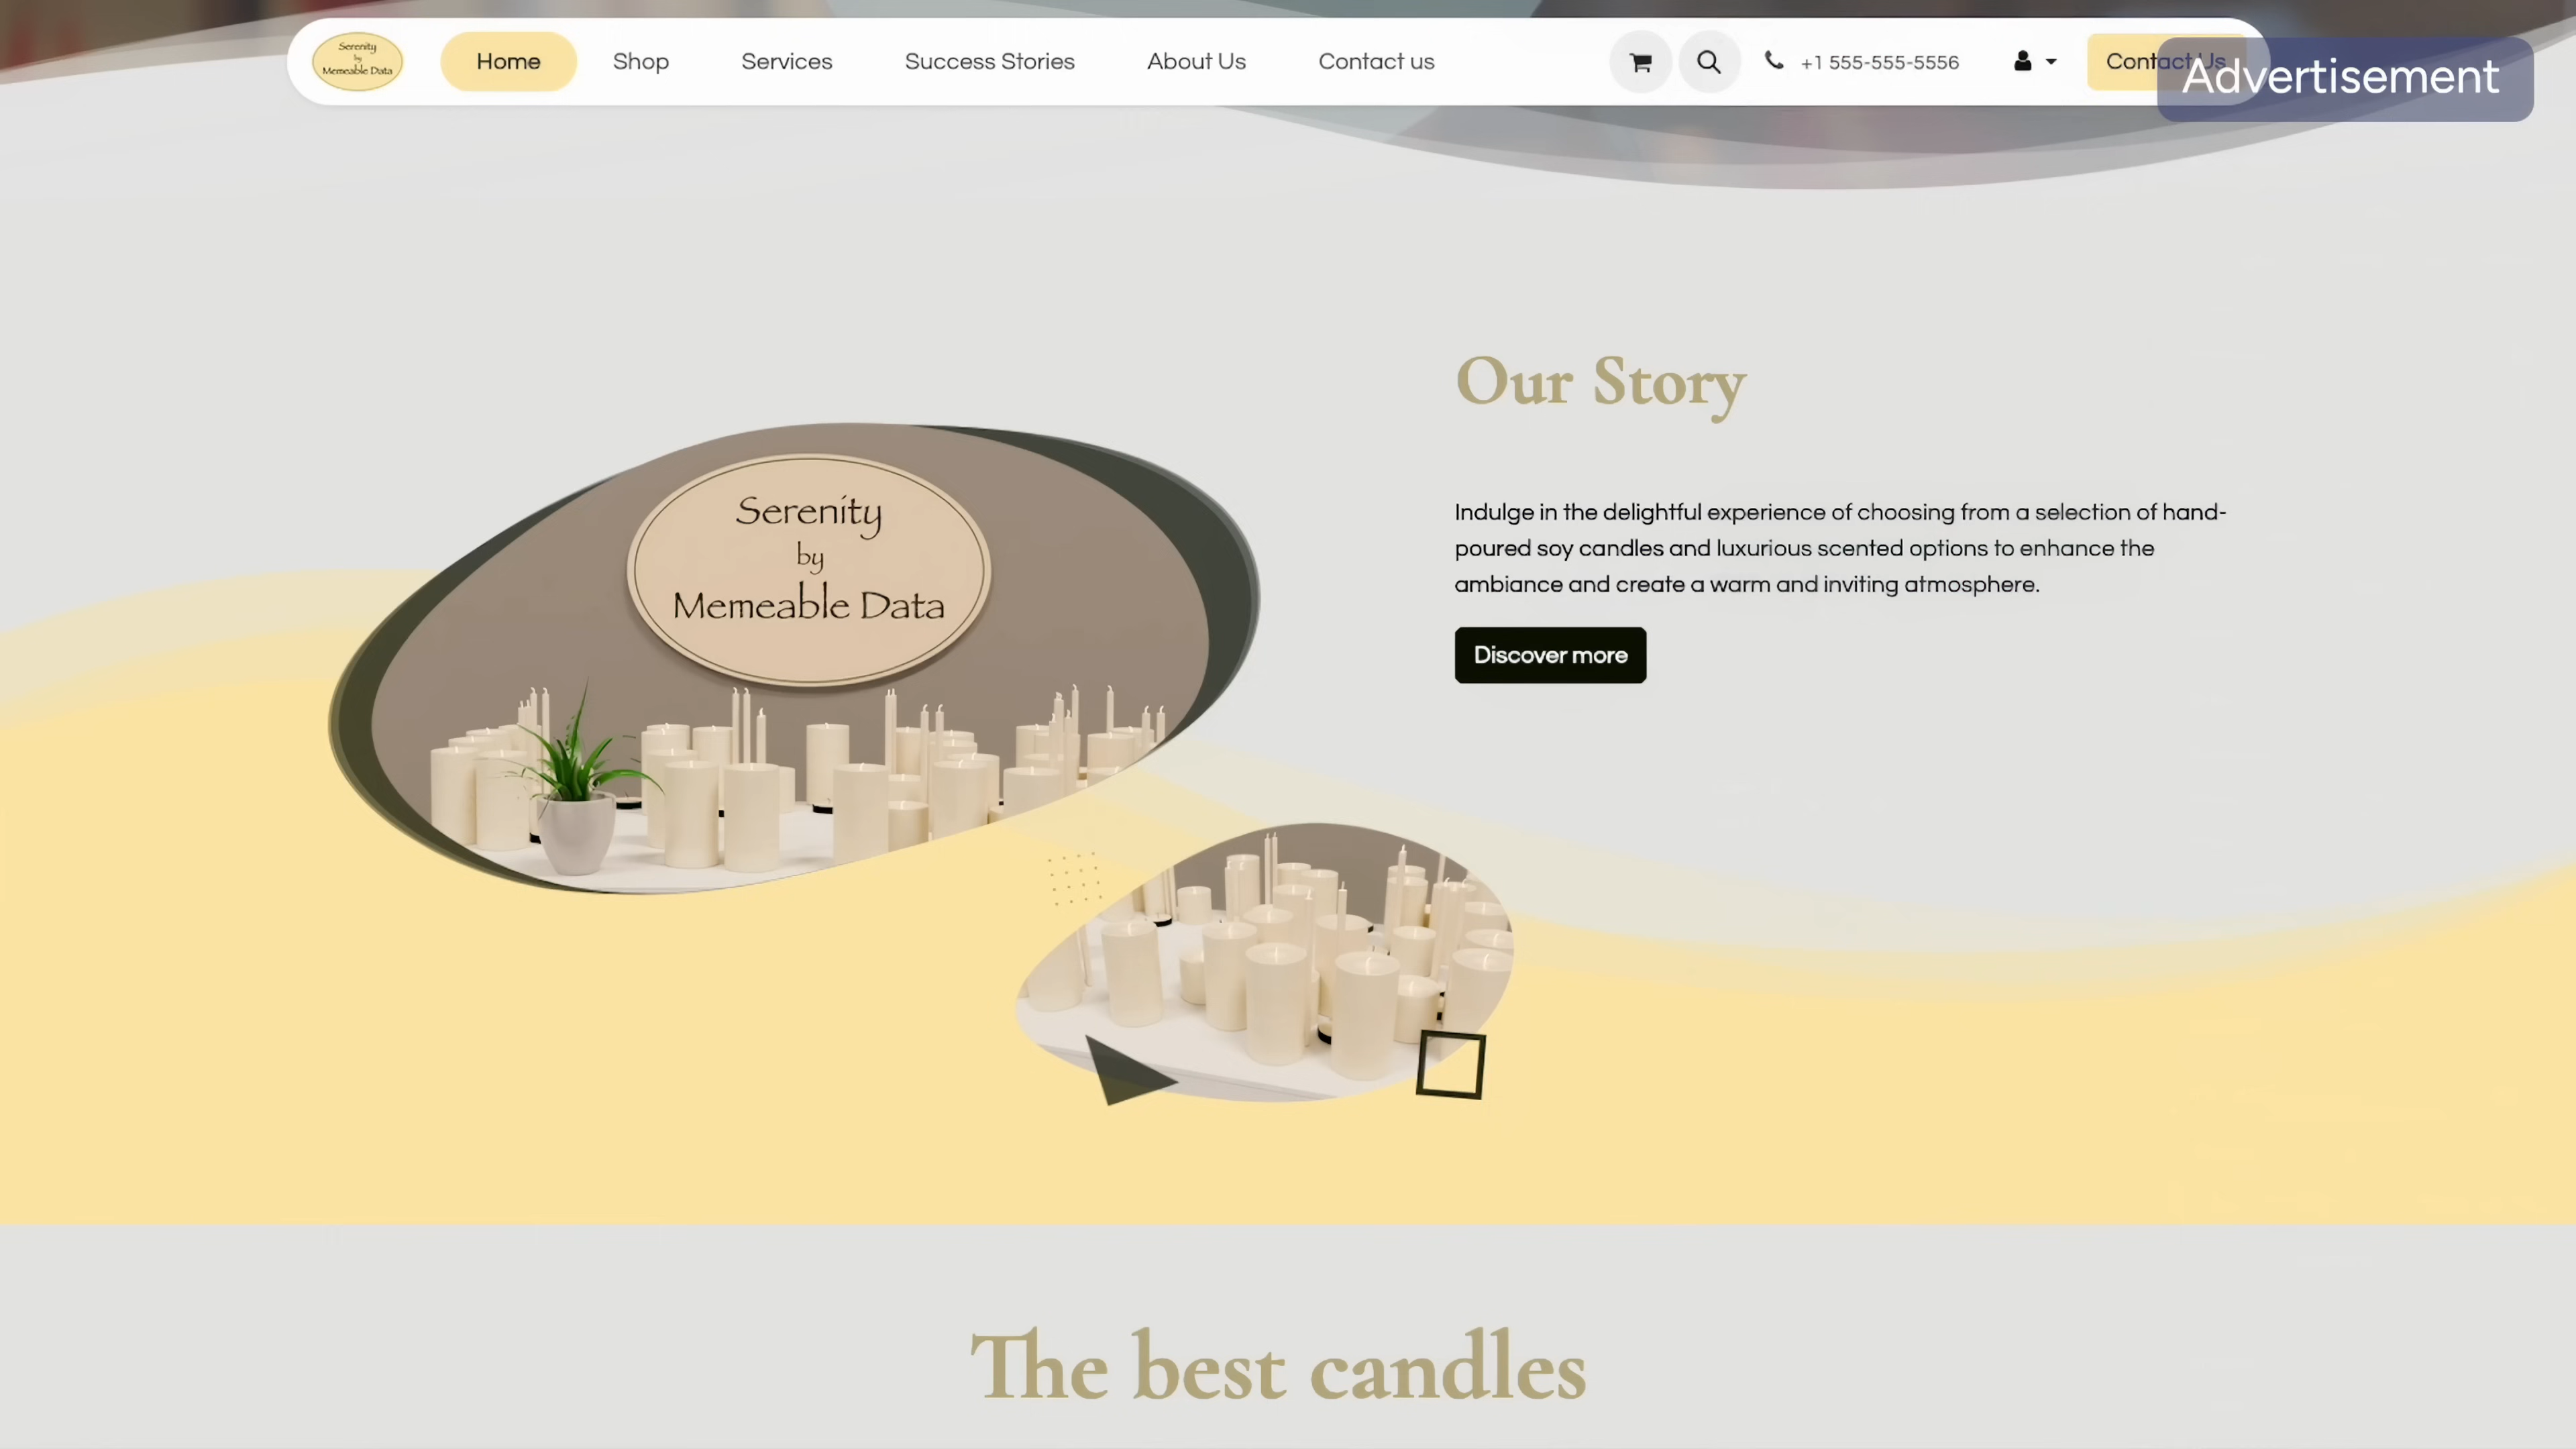 Serenity
by
Memeable Data
Home
Shop
Services
Success Stories
About Us
Contact us
+1 555-555-5556
Contact Us
Advertisement
Our Story
Serenity
by
Memeable Data
Indulge in the delightful experience of choosing from a selection of hand-
poured soy candles and luxurious scented options to enhance the
ambiance and create a warm and inviting atmosphere.
Discover more
The best candles